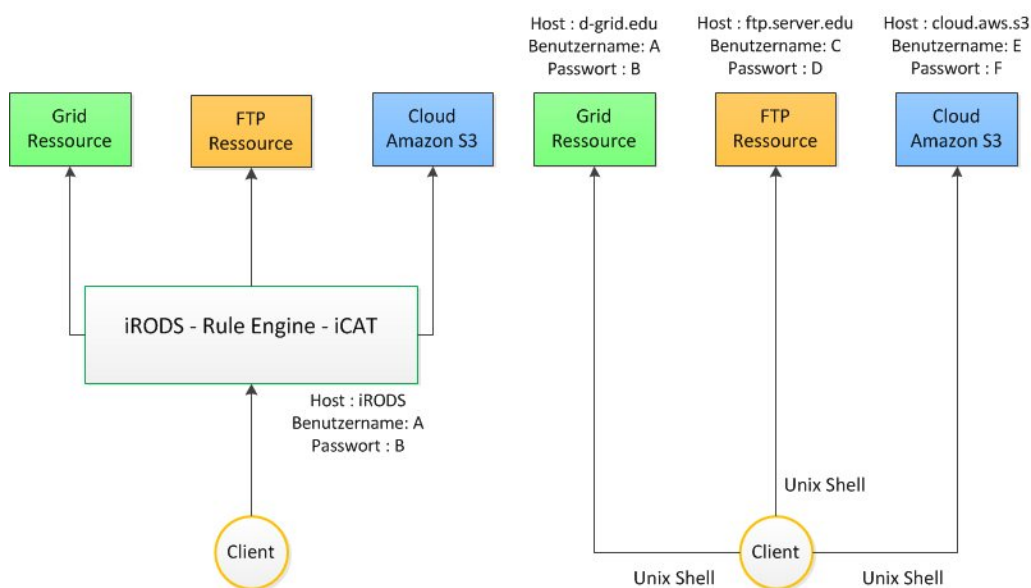 Host : d-grid.edu
Benutzername: A
Passwort : B
Host : ftp.server.edu
Benutzername: C
Passwort : D
Host : cloud.aws.s3
Benutzername: E
Passwort : F
Grid
Ressource
FTP
Ressource
Cloud
Amazon S3
Grid
Ressource
FTP
Ressource
Cloud
Amazon S3
iRODS - Rule Engine - iCAT
Host : iRODS
Benutzername: A
Passwort : B
Unix Shell
Client
Client
Unix Shell
Unix Shell